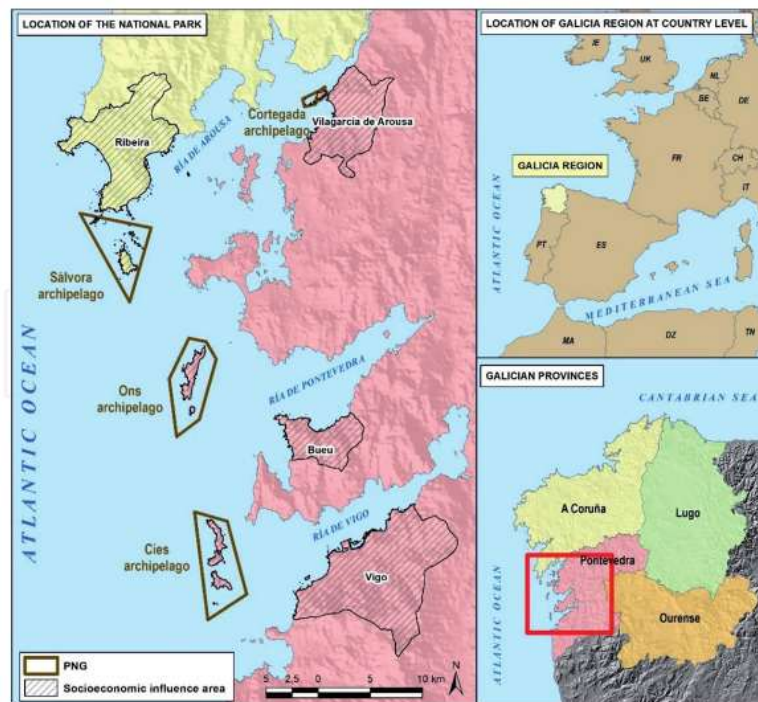 LOCATION OF THE NATIONAL PARK
Cortegada
archipelago
Vilagarcia de Arousa
Ribeira
RÍA DE AROUSA
Sálvora
archipelago
Ons
archipelago
RÍA DE PONTEVEDRA
Bueu
ATLANTIC OCEAN
RÍA DE VIGO
Cíes
archipelago
Vigo
PNG
Socioeconomic influence area
N
5 2,5 0 5 10 km
LOCATION OF GALICIA REGION AT COUNTRY LEVEL
IE
UK
NL
BE
DE
FR
CH
IT
GALICIA REGION
ATLANTIC OCEAN
PT
ES
MEDITERRANEAN SEA
MA
DZ
TN
GALICIAN PROVINCES
CANTABRIAN SEA
A Coruña
Lugo
Pontevedra
Ourense
ATLANTIC OCEAN